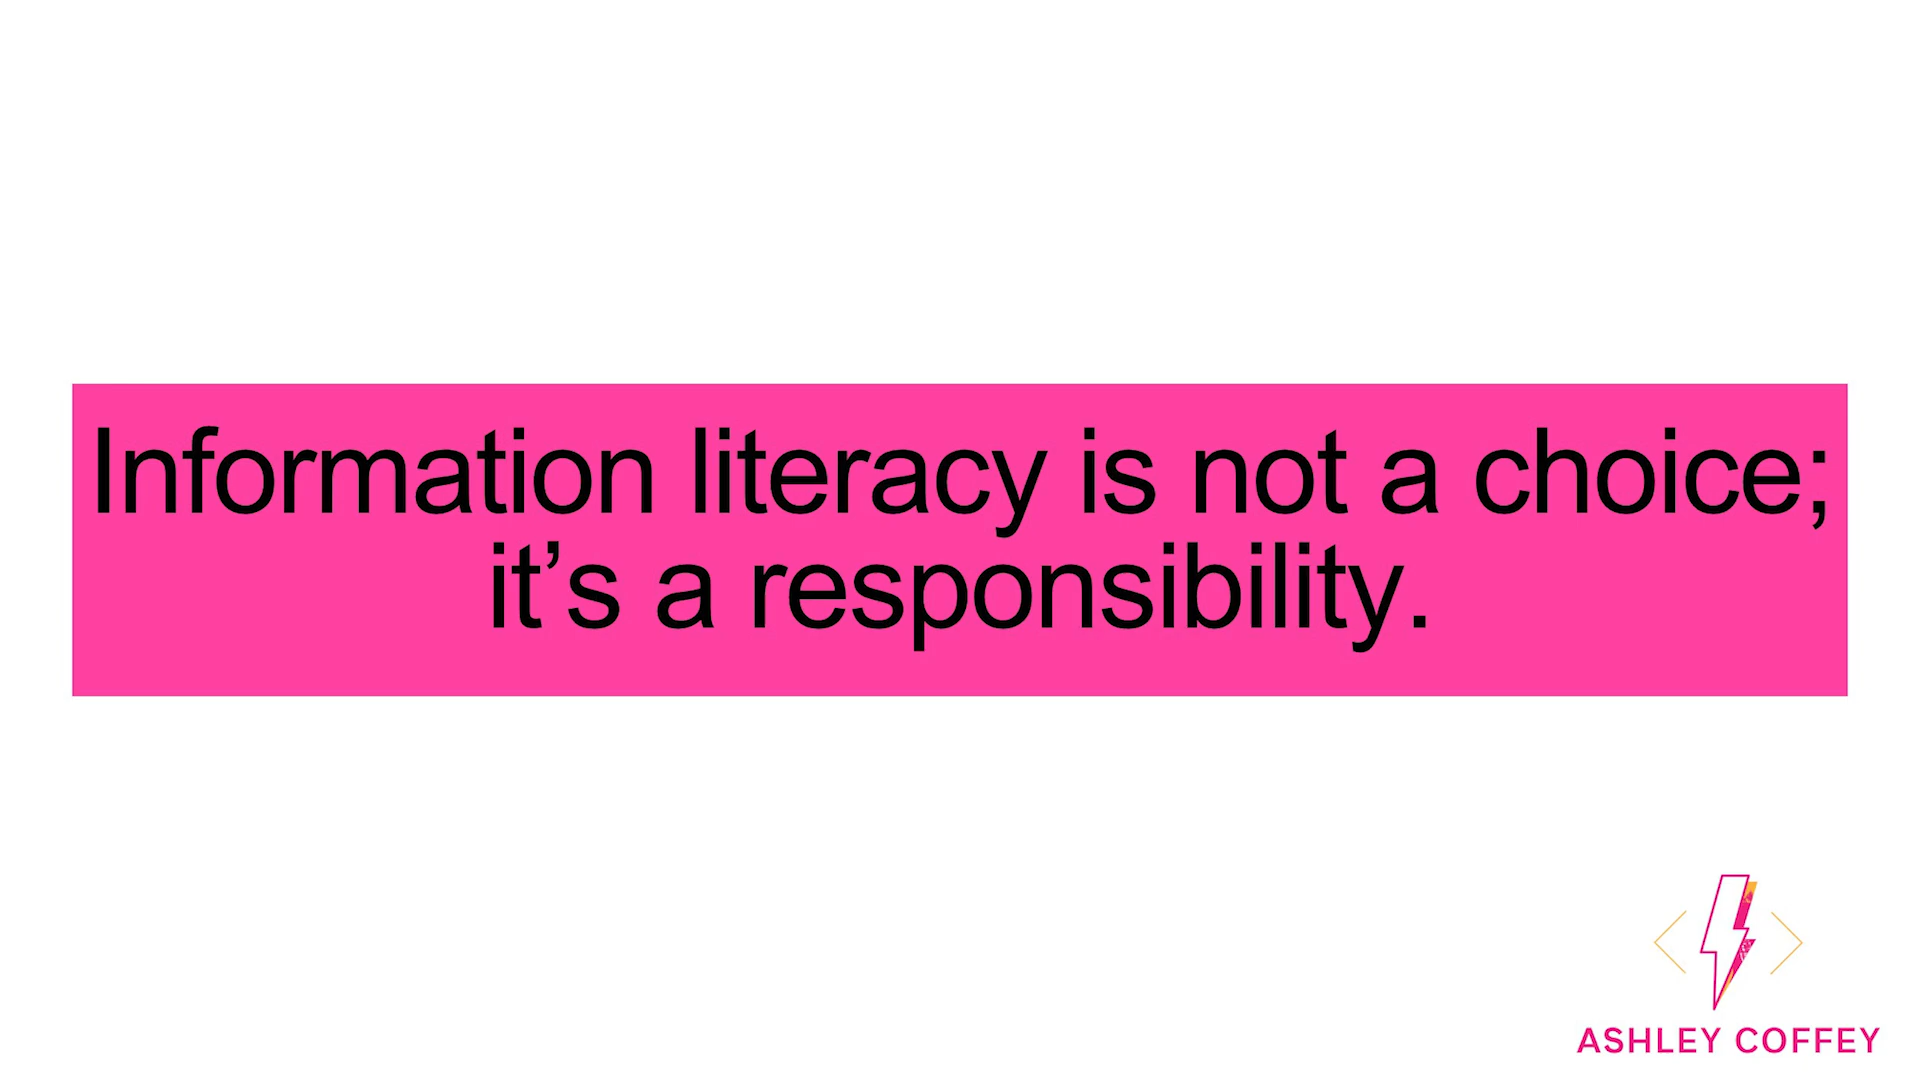 Information literacy is not a choice;
it’s a responsibility.
ASHLEY COFFEY